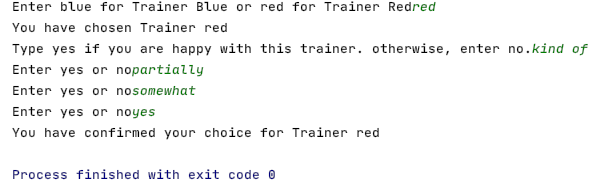 Enter blue for Trainer Blue or red for Trainer Redred
You have chosen Trainer red
Type yes if you are happy with this trainer. otherwise, enter no.kind of
Enter yes or nopartially
Enter yes or nosomewhat
Enter yes or noyes
You have confirmed your choice for Trainer red
Process finished with exit code 0